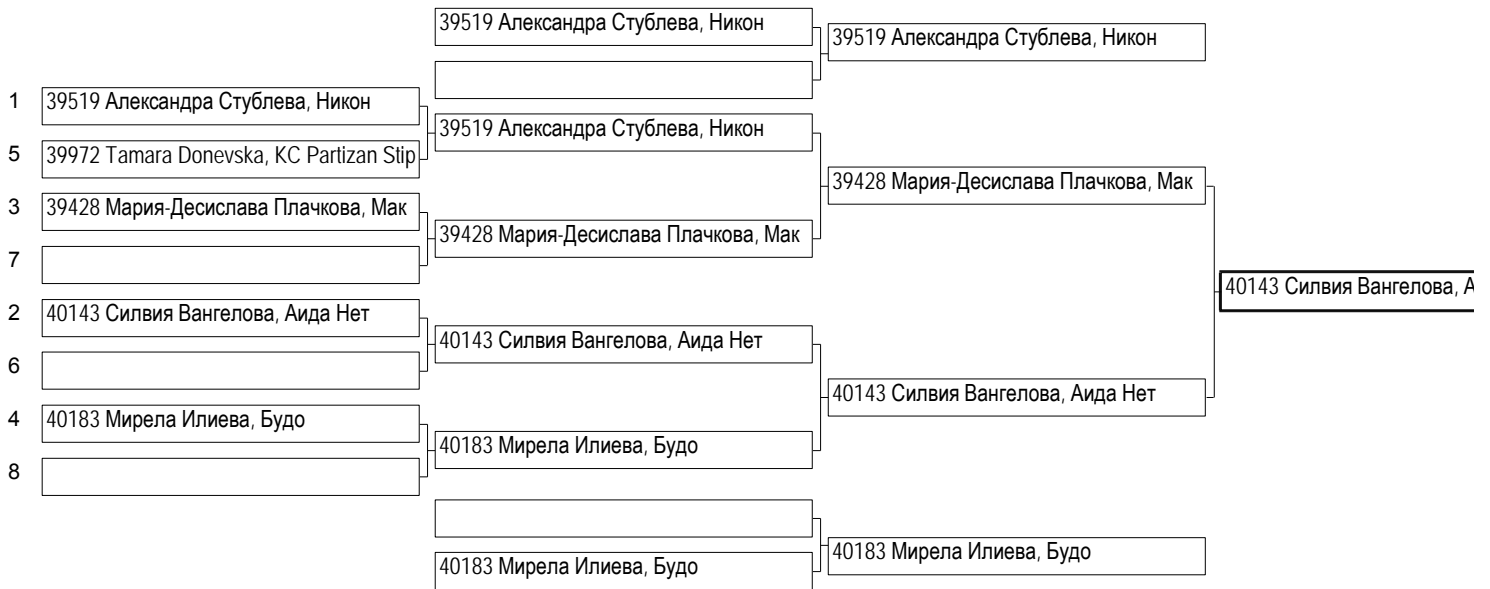 39519 Александра Стублева, Никон
39519 Александра Стублева, Никон
1 39519 Александра Стублева, Никон
39519 Александра Стублева, Никон
5 39972 Tamara Donevska, KC Partizan Stip
39428 Мария-Десислава Плачкова, Мак
3 39428 Мария-Десислава Плачкова, Мак
39428 Мария-Десислава Плачкова, Мак
7
40143 Силвия Вангелова, А
2 40143 Силвия Вангелова, Аида Нет
40143 Силвия Вангелова, Аида Нет
6
40143 Силвия Вангелова, Аида Нет
4 40183 Мирела Илиева, Будо
40183 Мирела Илиева, Будо
8
40183 Мирела Илиева, Будо
40183 Мирела Илиева, Будо